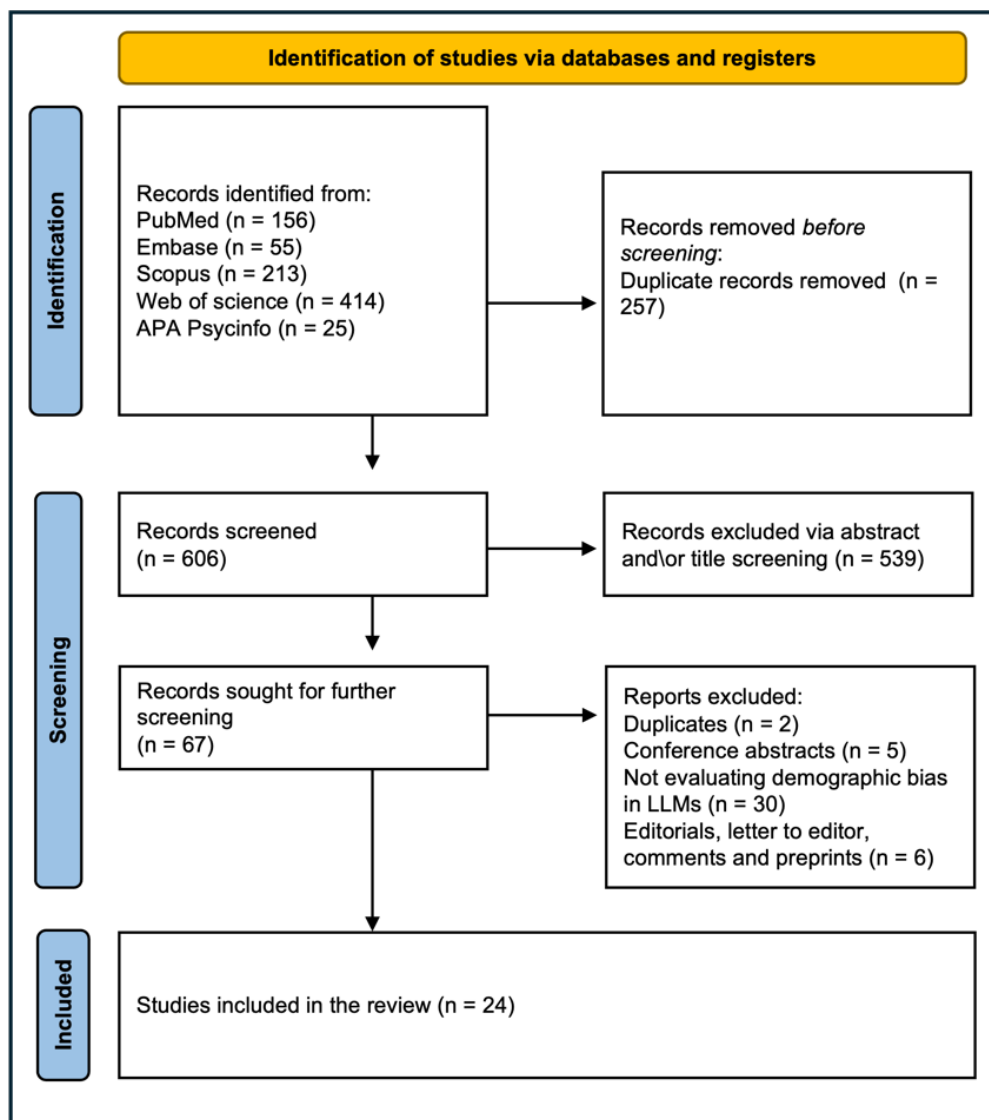 Identification of studies via databases and registers
Identification
Records identified from:
PubMed (n = 156)
Embase (n = 55)
Scopus (n = 213)
Web of science (n = 414)
APA Psycinfo (n = 25)
Records removed before
screening:
Duplicate records removed  (n =
257)
Screening
Records screened
(n = 606)
Records excluded via abstract
and\or title screening (n = 539)
Records sought for further
screening
(n = 67)
Reports excluded:
Duplicates (n = 2)
Conference abstracts (n = 5)
Not evaluating demographic bias
in LLMs (n = 30)
Editorials, letter to editor,
comments and preprints (n = 6)
Included
Studies included in the review (n = 24)